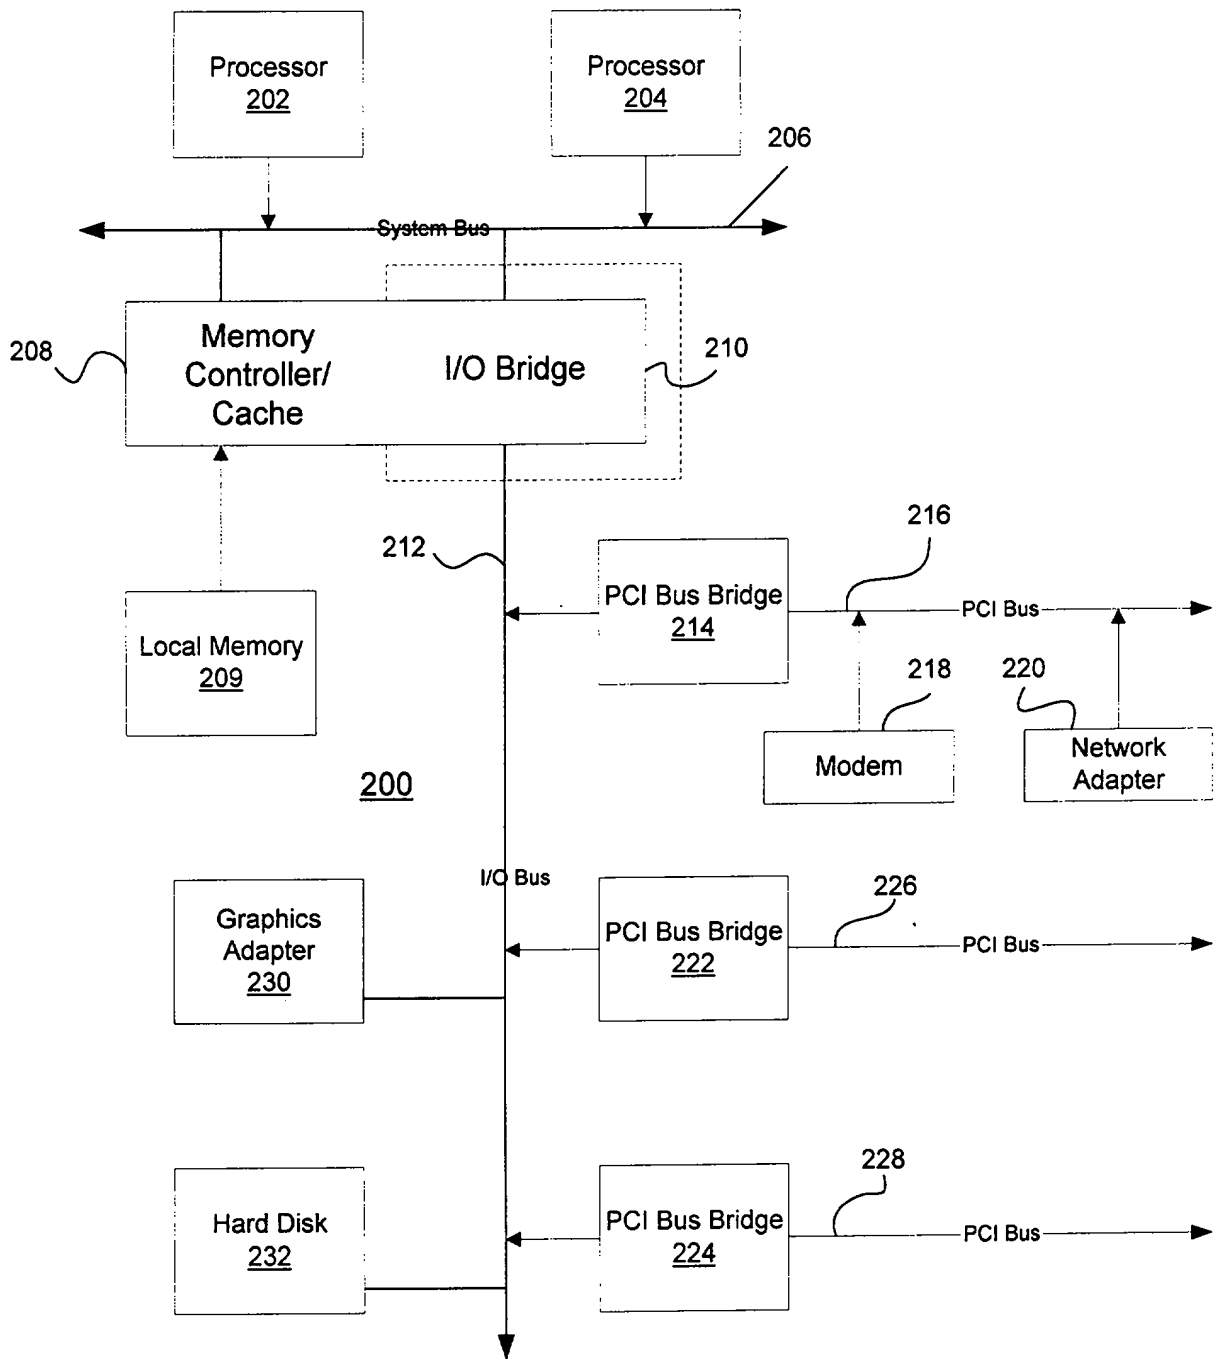 Processor
202
Processor
204
206
System Bus
208
Memory
Controller/
Cache
I/O Bridge
210
212
216
PCI Bus Bridge
214
PCI Bus
Local Memory
209
218
220
Modem
Network
Adapter
200
I/O Bus
Graphics
Adapter
230
PCI Bus Bridge
222
226
PCI Bus
Hard Disk
232
PCI Bus Bridge
224
228
PCI Bus